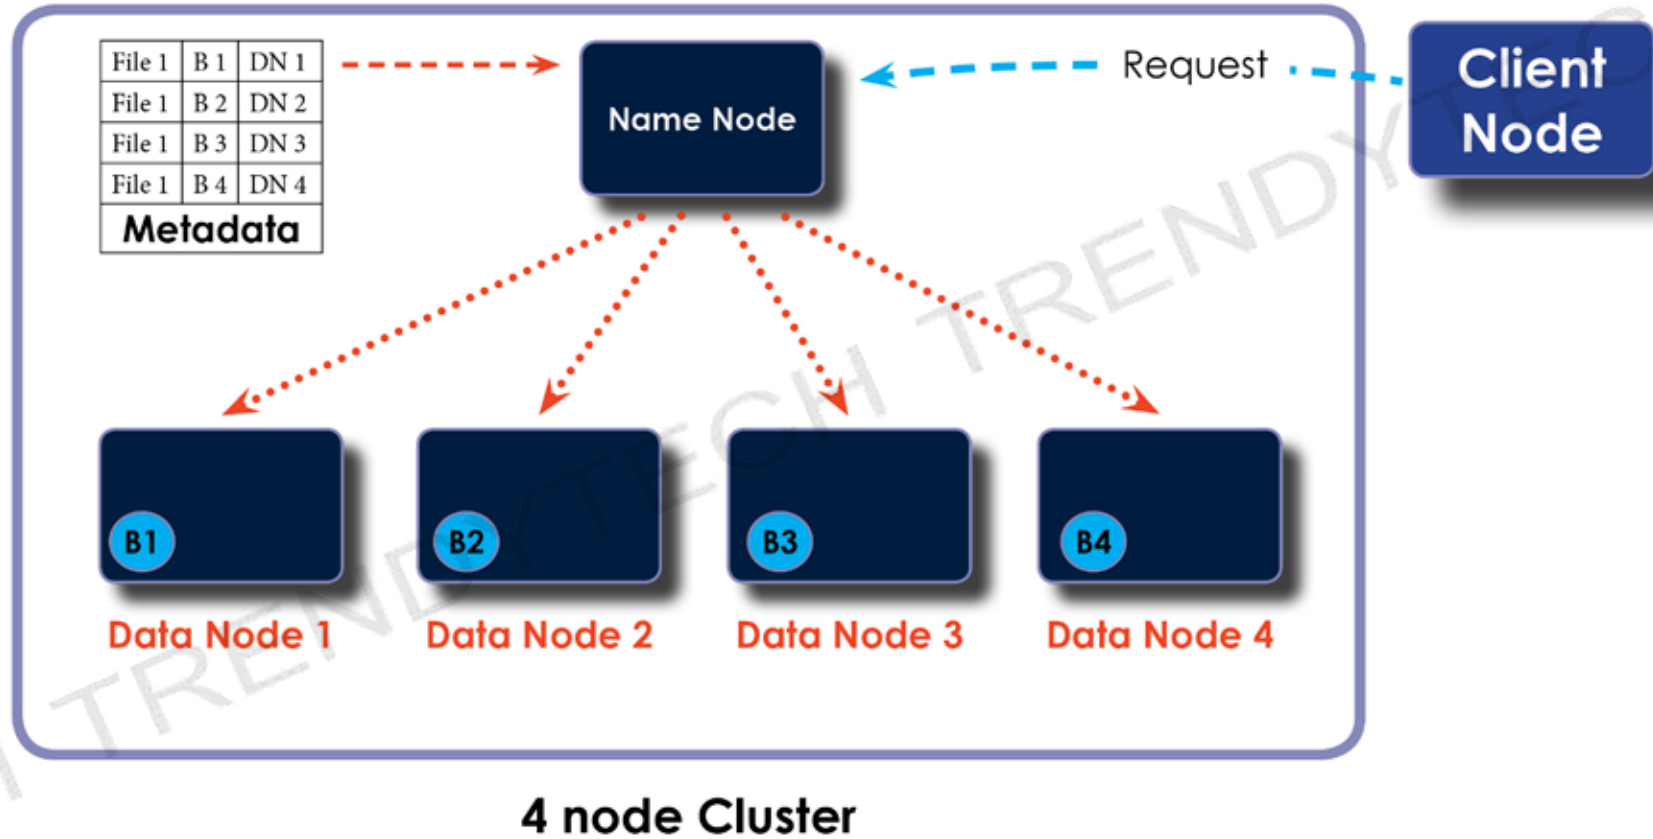 File 1 B 1 DN 1
File 1 B 2 DN 2
File 1 B 3 DN 3
File 1 B 4 DN 4
Metadata
Name Node
Request
Client
Node
B1
B2
B3
B4
Data Node 1
Data Node 2
Data Node 3
Data Node 4
4 node Cluster
TRENDYTECH TRENDYTEC